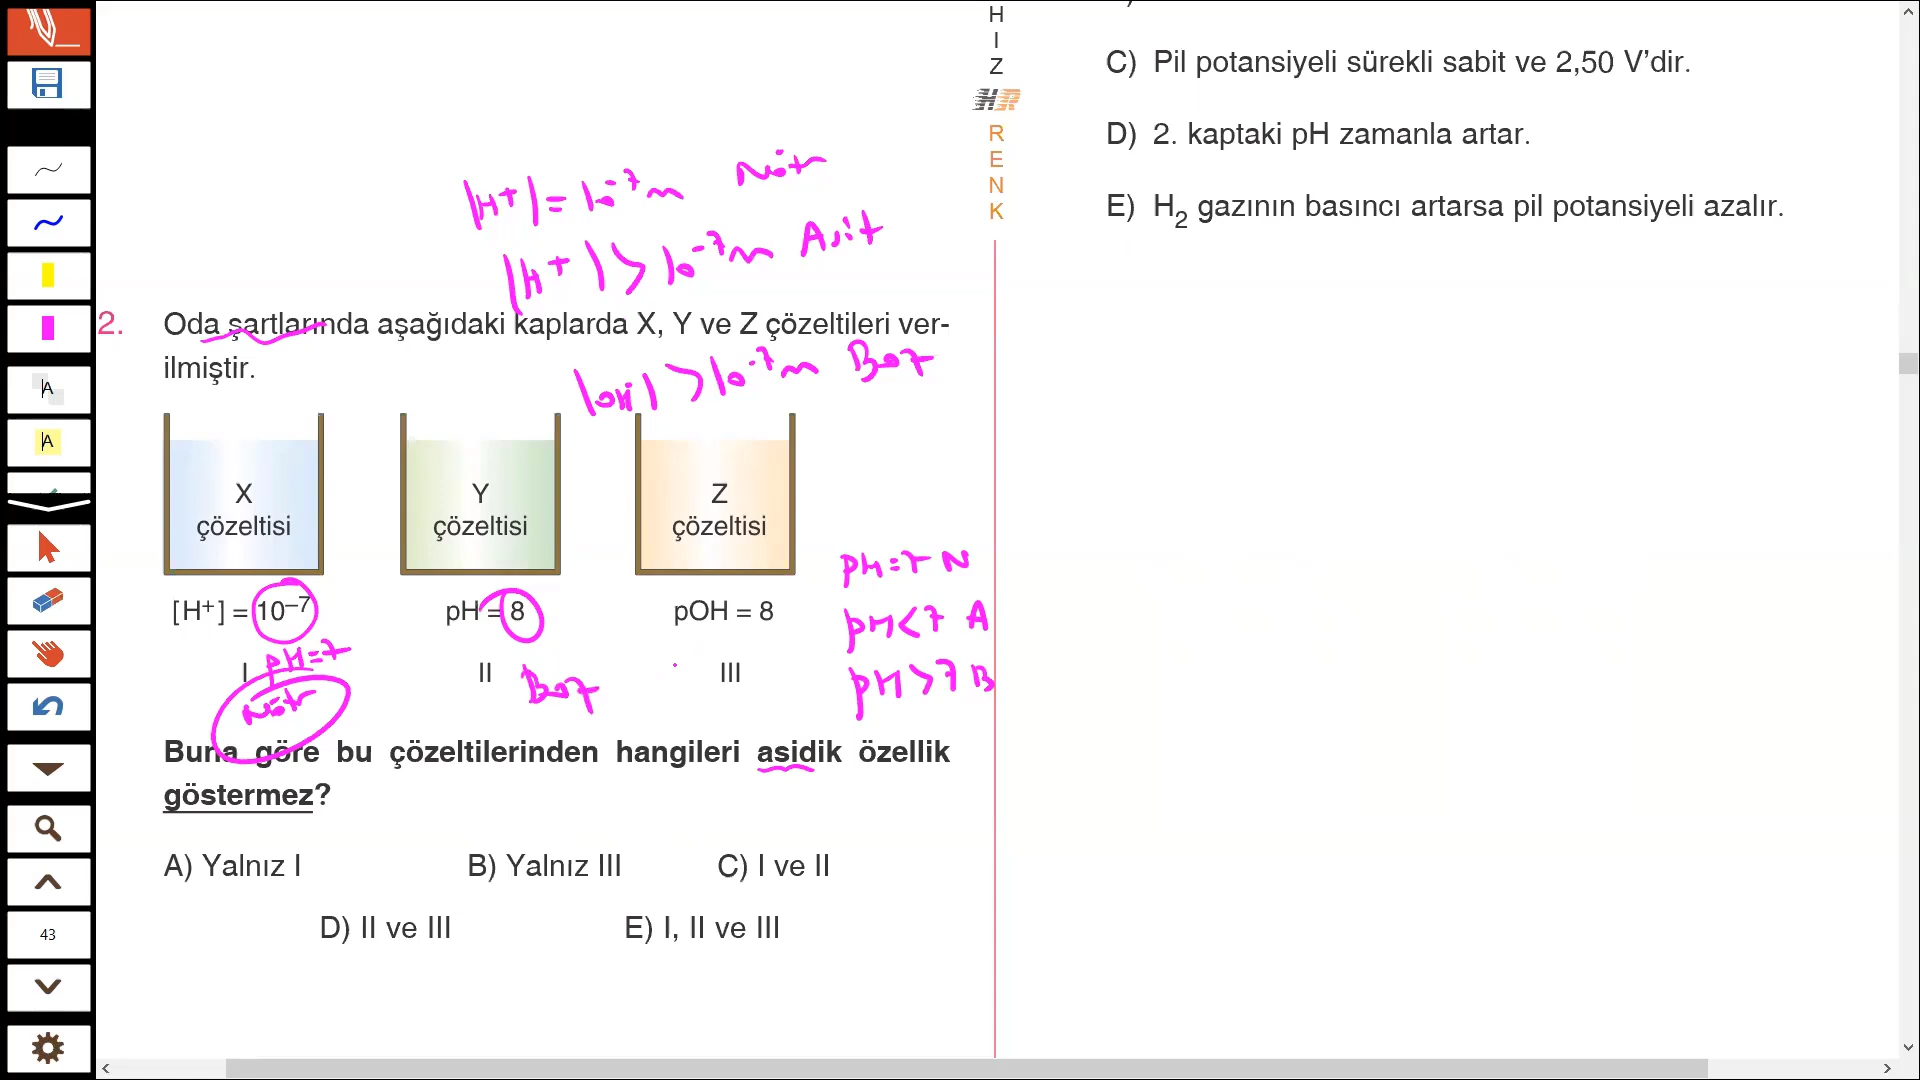 H
I
Z
HR
R
E
N
K
C) Pil potansiyeli sürekli sabit ve 2,50 V'dir.
D) 2. kaptaki pH zamanla artar.
E) H₂ gazının basıncı artarsa pil potansiyeli azalır.
|H⁺| = 10⁻⁷ m Nötr
|H⁺| > 10⁻⁷ m Asit
2. Oda şartlarında aşağıdaki kaplarda X, Y ve Z çözeltileri ver-
ilmiştir.
|OH| > 10⁻⁷ m Baz
X
çözeltisi
Y
çözeltisi
Z
çözeltisi
[H⁺] = 10⁻⁷
pH = 8
pOH = 8
pH = 7 N
pH < 7 A
pH > 7 B
I
pH = 7
Nötr
II
Baz
III
Buna göre bu çözeltilerinden hangileri asidik özellik
göstermez?
A) Yalnız I
B) Yalnız III
C) I ve II
D) II ve III
E) I, II ve III
A
A
43